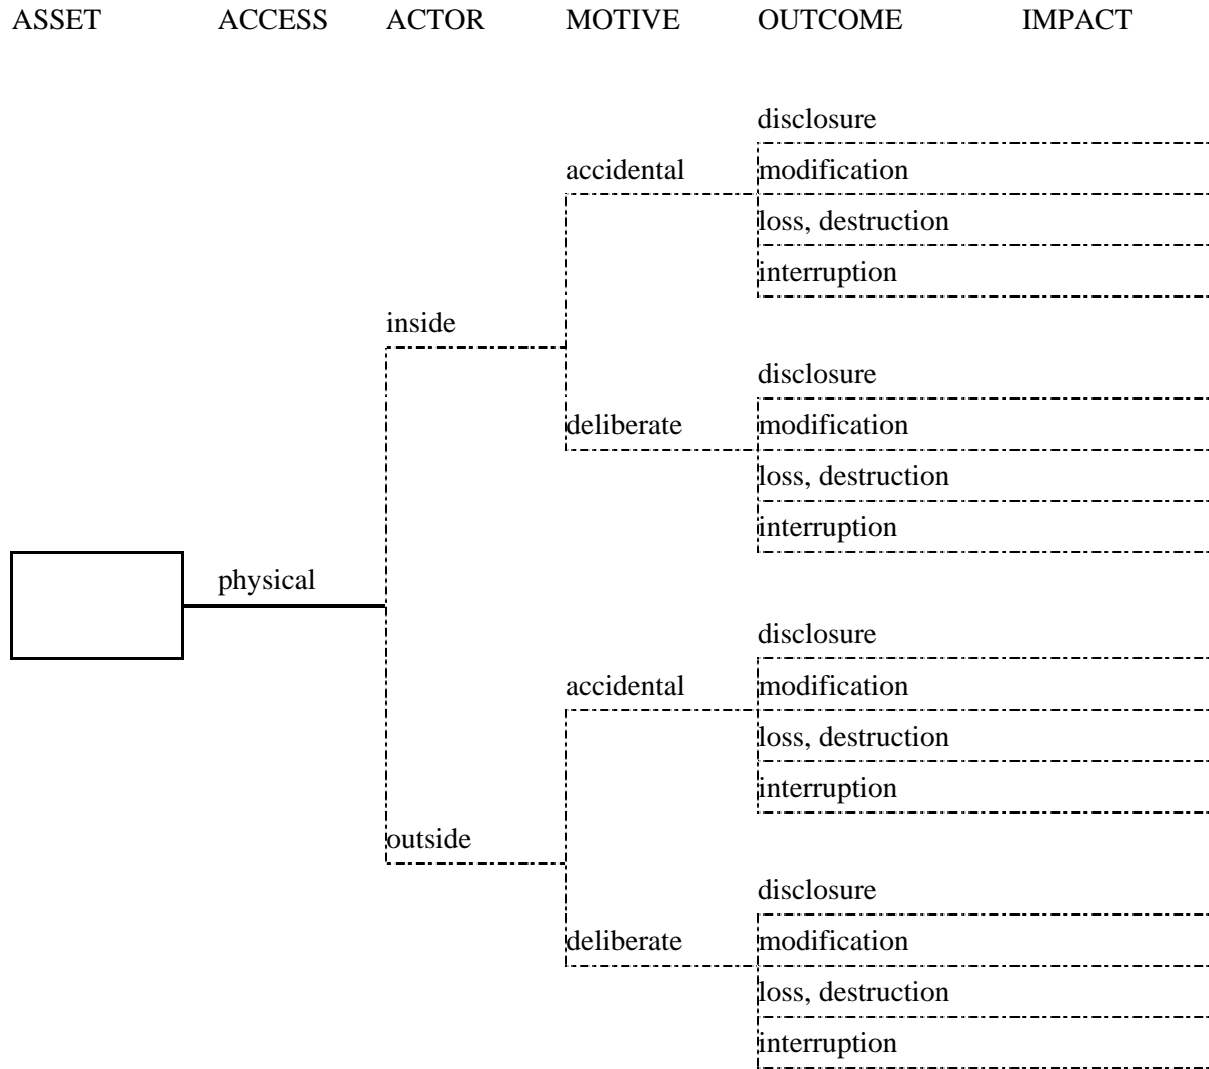 ASSET ACCESS ACTOR MOTIVE OUTCOME IMPACT
disclosure
accidental modification
loss, destruction
interruption
inside
disclosure
deliberate modification
loss, destruction
interruption
physical
disclosure
accidental modification
loss, destruction
interruption
outside
disclosure
deliberate modification
loss, destruction
interruption